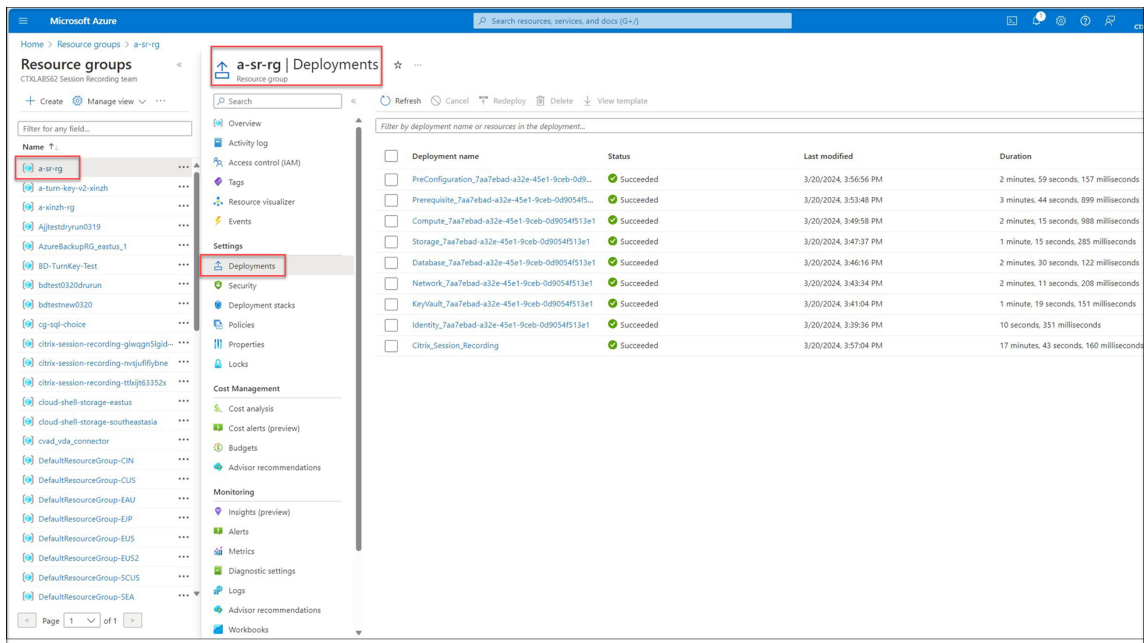 Microsoft Azure
Search resources, services, and docs (G+/)
1
Home > Resource groups > a-sr-rg
Resource groups
CTXLABS62 Session Recording team
Create
Manage view
Filter for any field...
Name
a-sr-rg
a-turn-key-v2-xinzh
a-xinzh-rg
Ajjtestdryrun0319
AzureBackupRG_eastus_1
BD-TurnKey-Test
bdtest0320drurun
bdtestnew0320
cg-sql-choice
citrix-session-recording-giwqgn5lgid...
citrix-session-recording-nvsjufifiybne
citrix-session-recording-ttlxijt63352s
cloud-shell-storage-eastus
cloud-shell-storage-southeastasia
cvad_vda_connector
DefaultResourceGroup-CIN
DefaultResourceGroup-CUS
DefaultResourceGroup-EAU
DefaultResourceGroup-EJP
DefaultResourceGroup-EUS
DefaultResourceGroup-EUS2
DefaultResourceGroup-SCUS
DefaultResourceGroup-SEA
< Page 1 of 1 >
a-sr-rg | Deployments
Resource group
Search
Overview
Activity log
Access control (IAM)
Tags
Resource visualizer
Events
Settings
Deployments
Security
Deployment stacks
Policies
Properties
Locks
Cost Management
Cost analysis
Cost alerts (preview)
Budgets
Advisor recommendations
Monitoring
Insights (preview)
Alerts
Metrics
Diagnostic settings
Logs
Advisor recommendations
Workbooks
Refresh Cancel Redeploy Delete View template
Filter by deployment name or resources in the deployment...
Deployment name Status Last modified Duration
PreConfiguration_7aa7ebad-a32e-45e1-9ceb-0d9... Succeeded 3/20/2024, 3:56:56 PM 2 minutes, 59 seconds, 157 milliseconds
Prerequisite_7aa7ebad-a32e-45e1-9ceb-0d9054f5... Succeeded 3/20/2024, 3:53:48 PM 3 minutes, 44 seconds, 899 milliseconds
Compute_7aa7ebad-a32e-45e1-9ceb-0d9054f513e1 Succeeded 3/20/2024, 3:49:58 PM 2 minutes, 15 seconds, 988 milliseconds
Storage_7aa7ebad-a32e-45e1-9ceb-0d9054f513e1 Succeeded 3/20/2024, 3:47:37 PM 1 minute, 15 seconds, 285 milliseconds
Database_7aa7ebad-a32e-45e1-9ceb-0d9054f513e1 Succeeded 3/20/2024, 3:46:16 PM 2 minutes, 30 seconds, 122 milliseconds
Network_7aa7ebad-a32e-45e1-9ceb-0d9054f513e1 Succeeded 3/20/2024, 3:43:34 PM 2 minutes, 11 seconds, 208 milliseconds
KeyVault_7aa7ebad-a32e-45e1-9ceb-0d9054f513e1 Succeeded 3/20/2024, 3:41:04 PM 1 minute, 19 seconds, 151 milliseconds
Identity_7aa7ebad-a32e-45e1-9ceb-0d9054f513e1 Succeeded 3/20/2024, 3:39:36 PM 10 seconds, 351 milliseconds
Citrix_Session_Recording Succeeded 3/20/2024, 3:57:04 PM 17 minutes, 43 seconds, 160 milliseconds